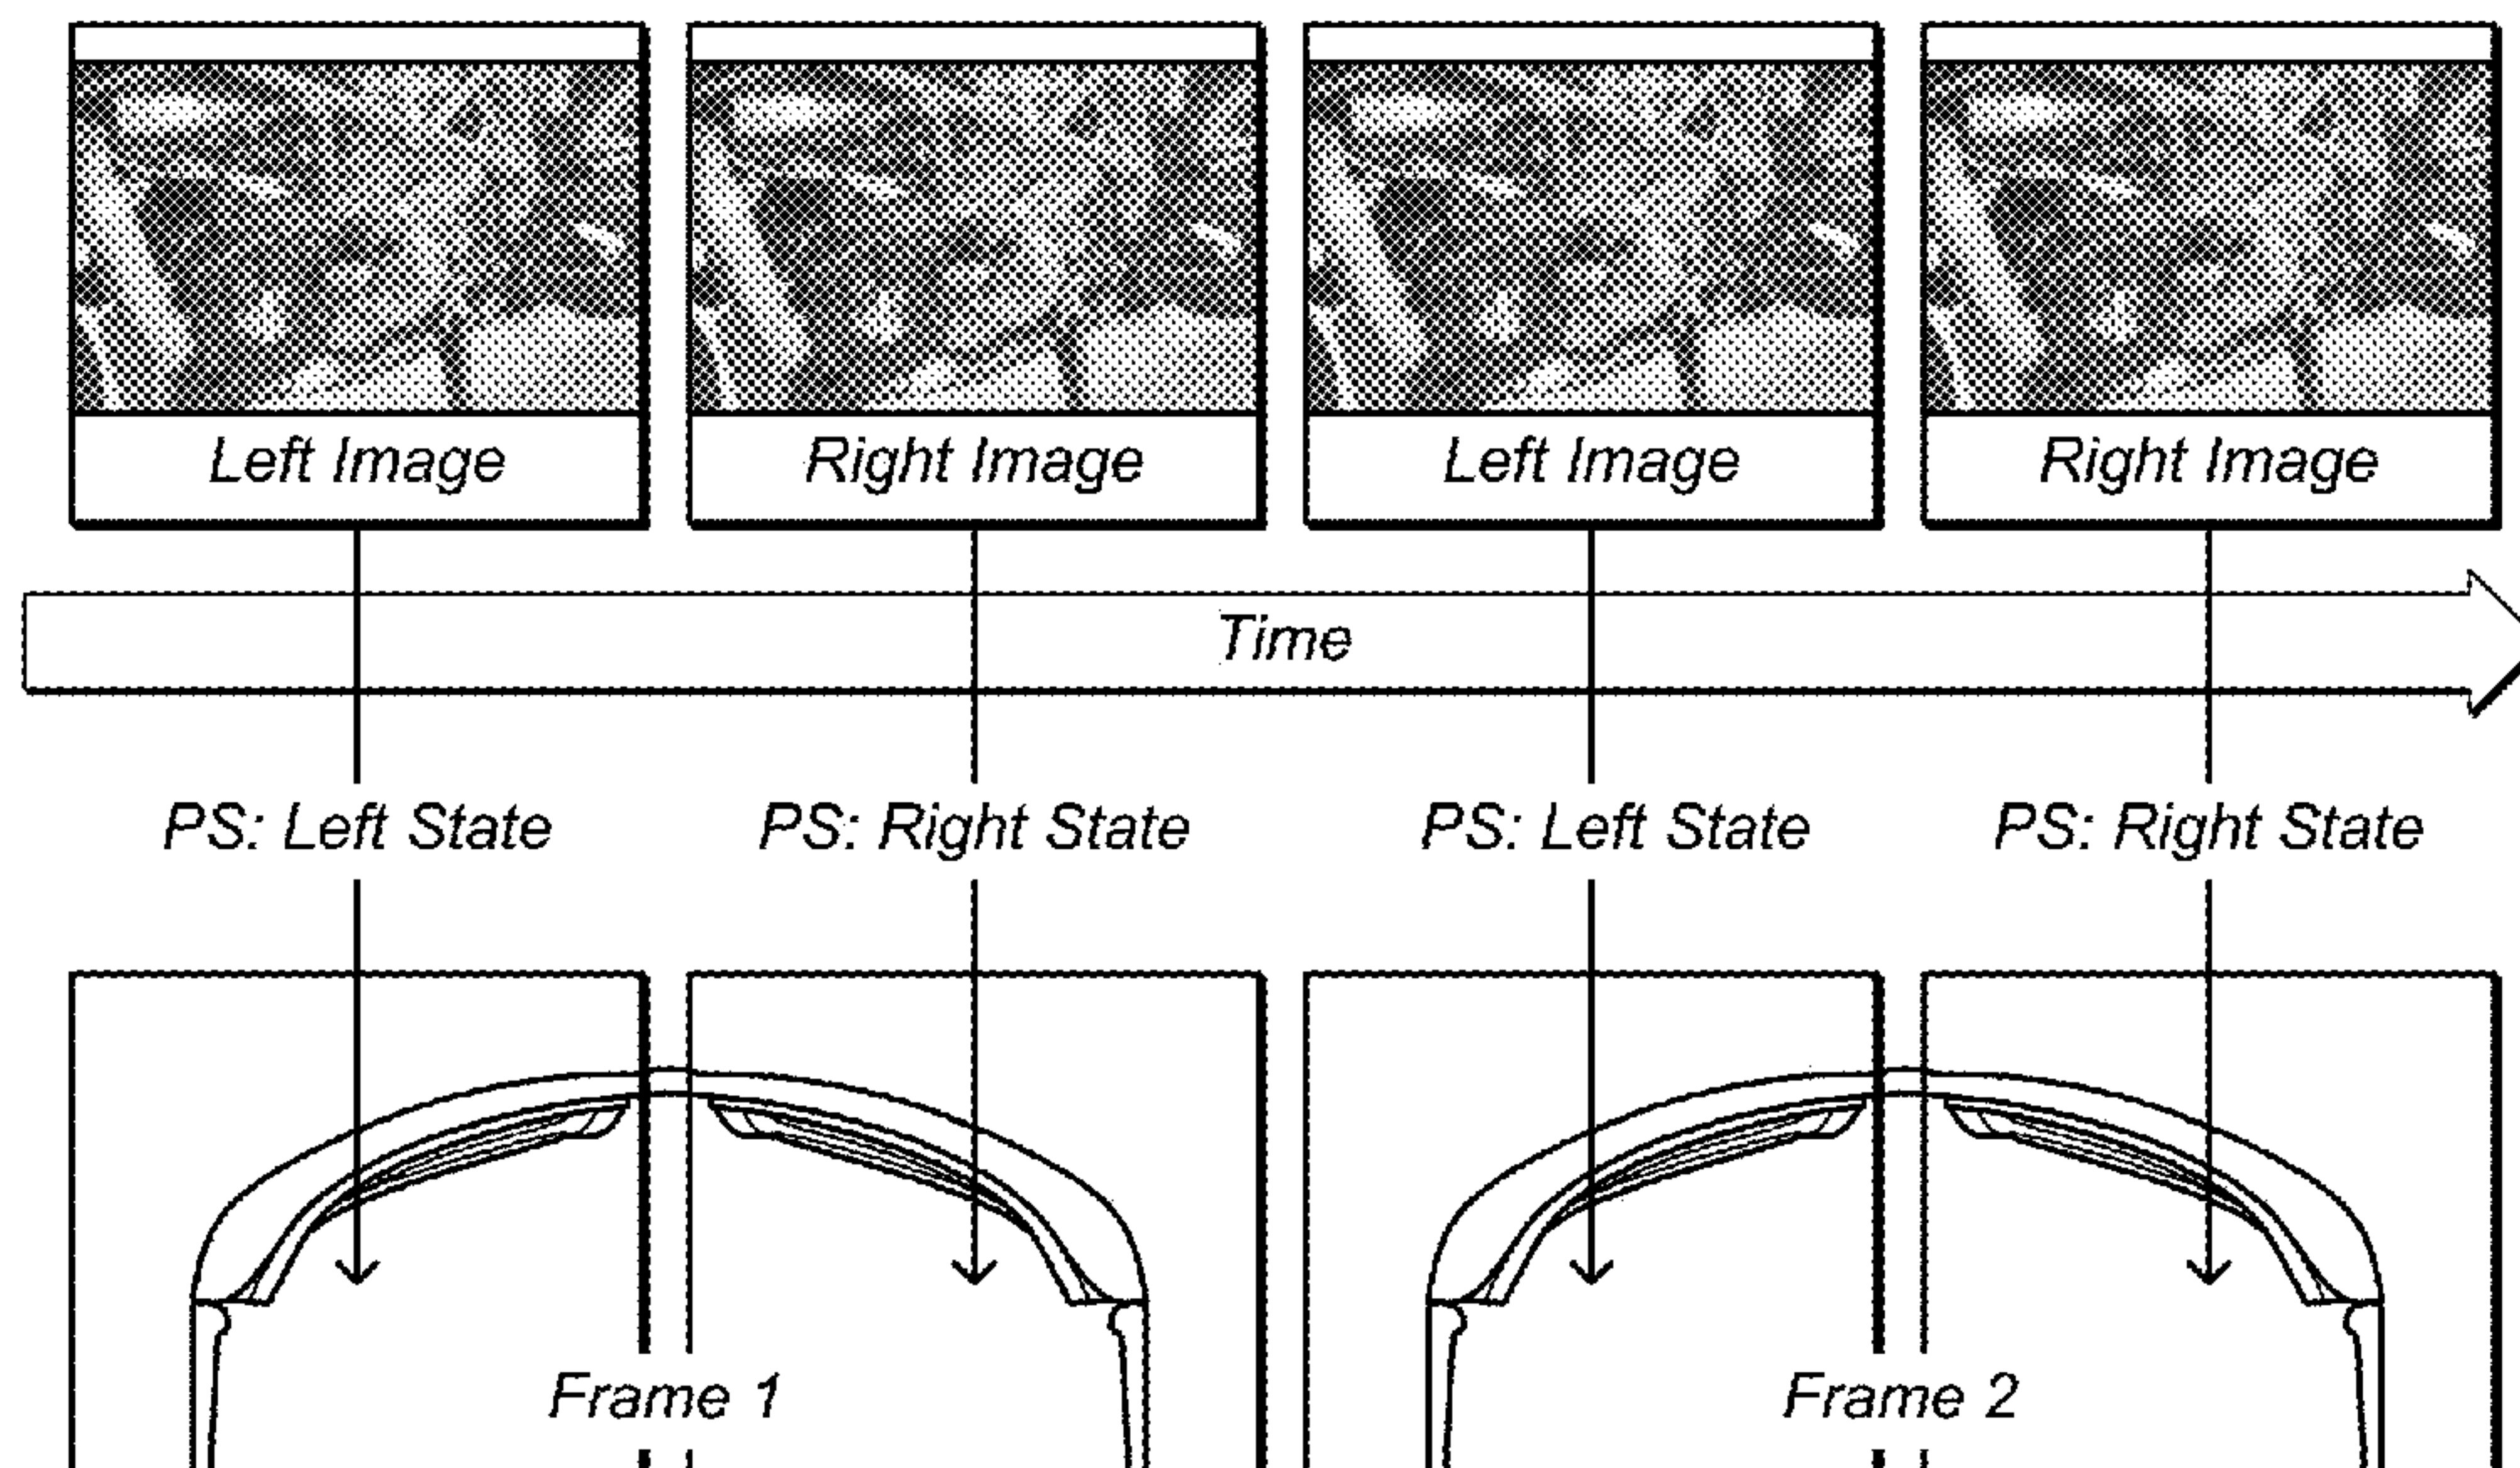 Left Image
Right Image
Left Image
Right Image
Time
PS: Left State
PS: Right State
PS: Left State
PS: Right State
Frame 1
Frame 2